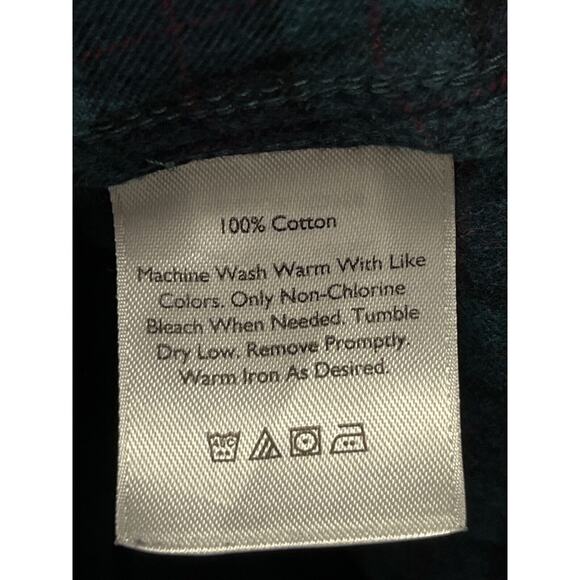 100% Cotton
Machine Wash Warm With Like
Colors. Only Non-Chlorine
Bleach When Needed. Tumble
Dry Low. Remove Promptly.
Warm Iron As Desired.
40C